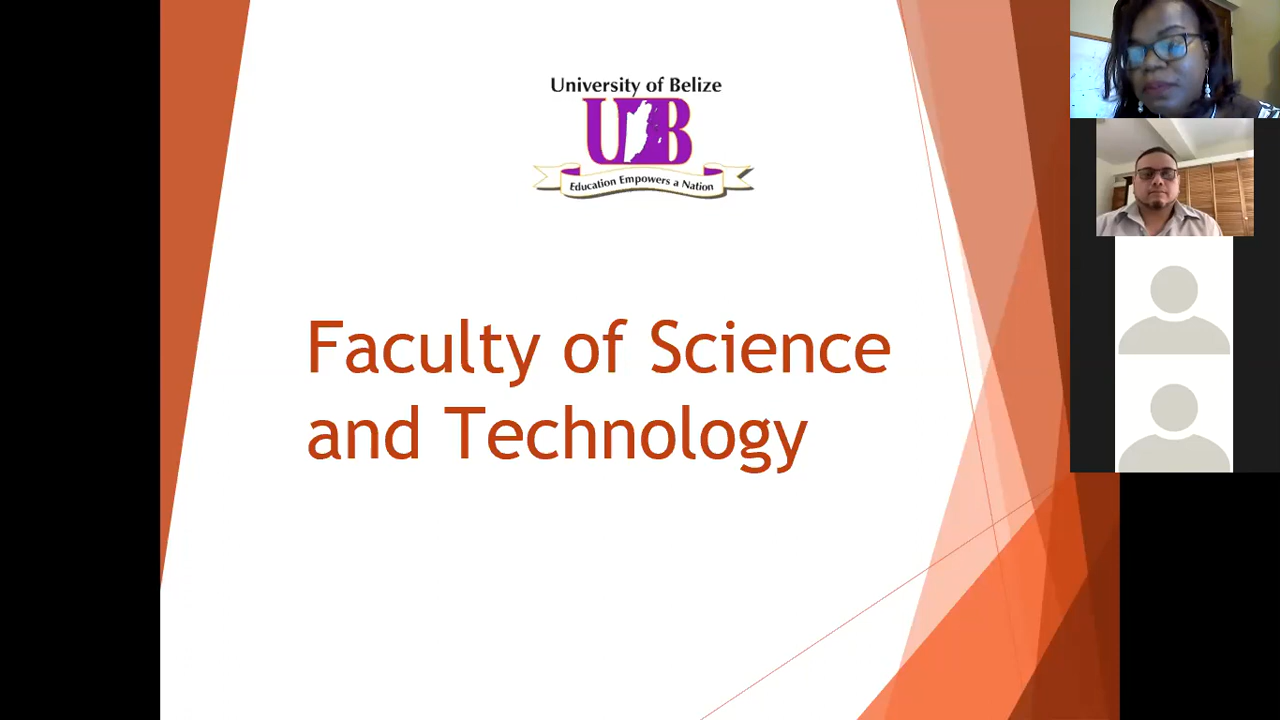 University of Belize
UB
Education Empowers a Nation
Faculty of Science
and Technology